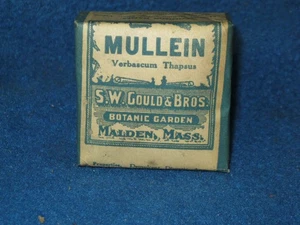 MULLEIN
Verbascum Thapsus
S.W. GOULD & BROS.
BOTANIC GARDEN
MALDEN, MASS.